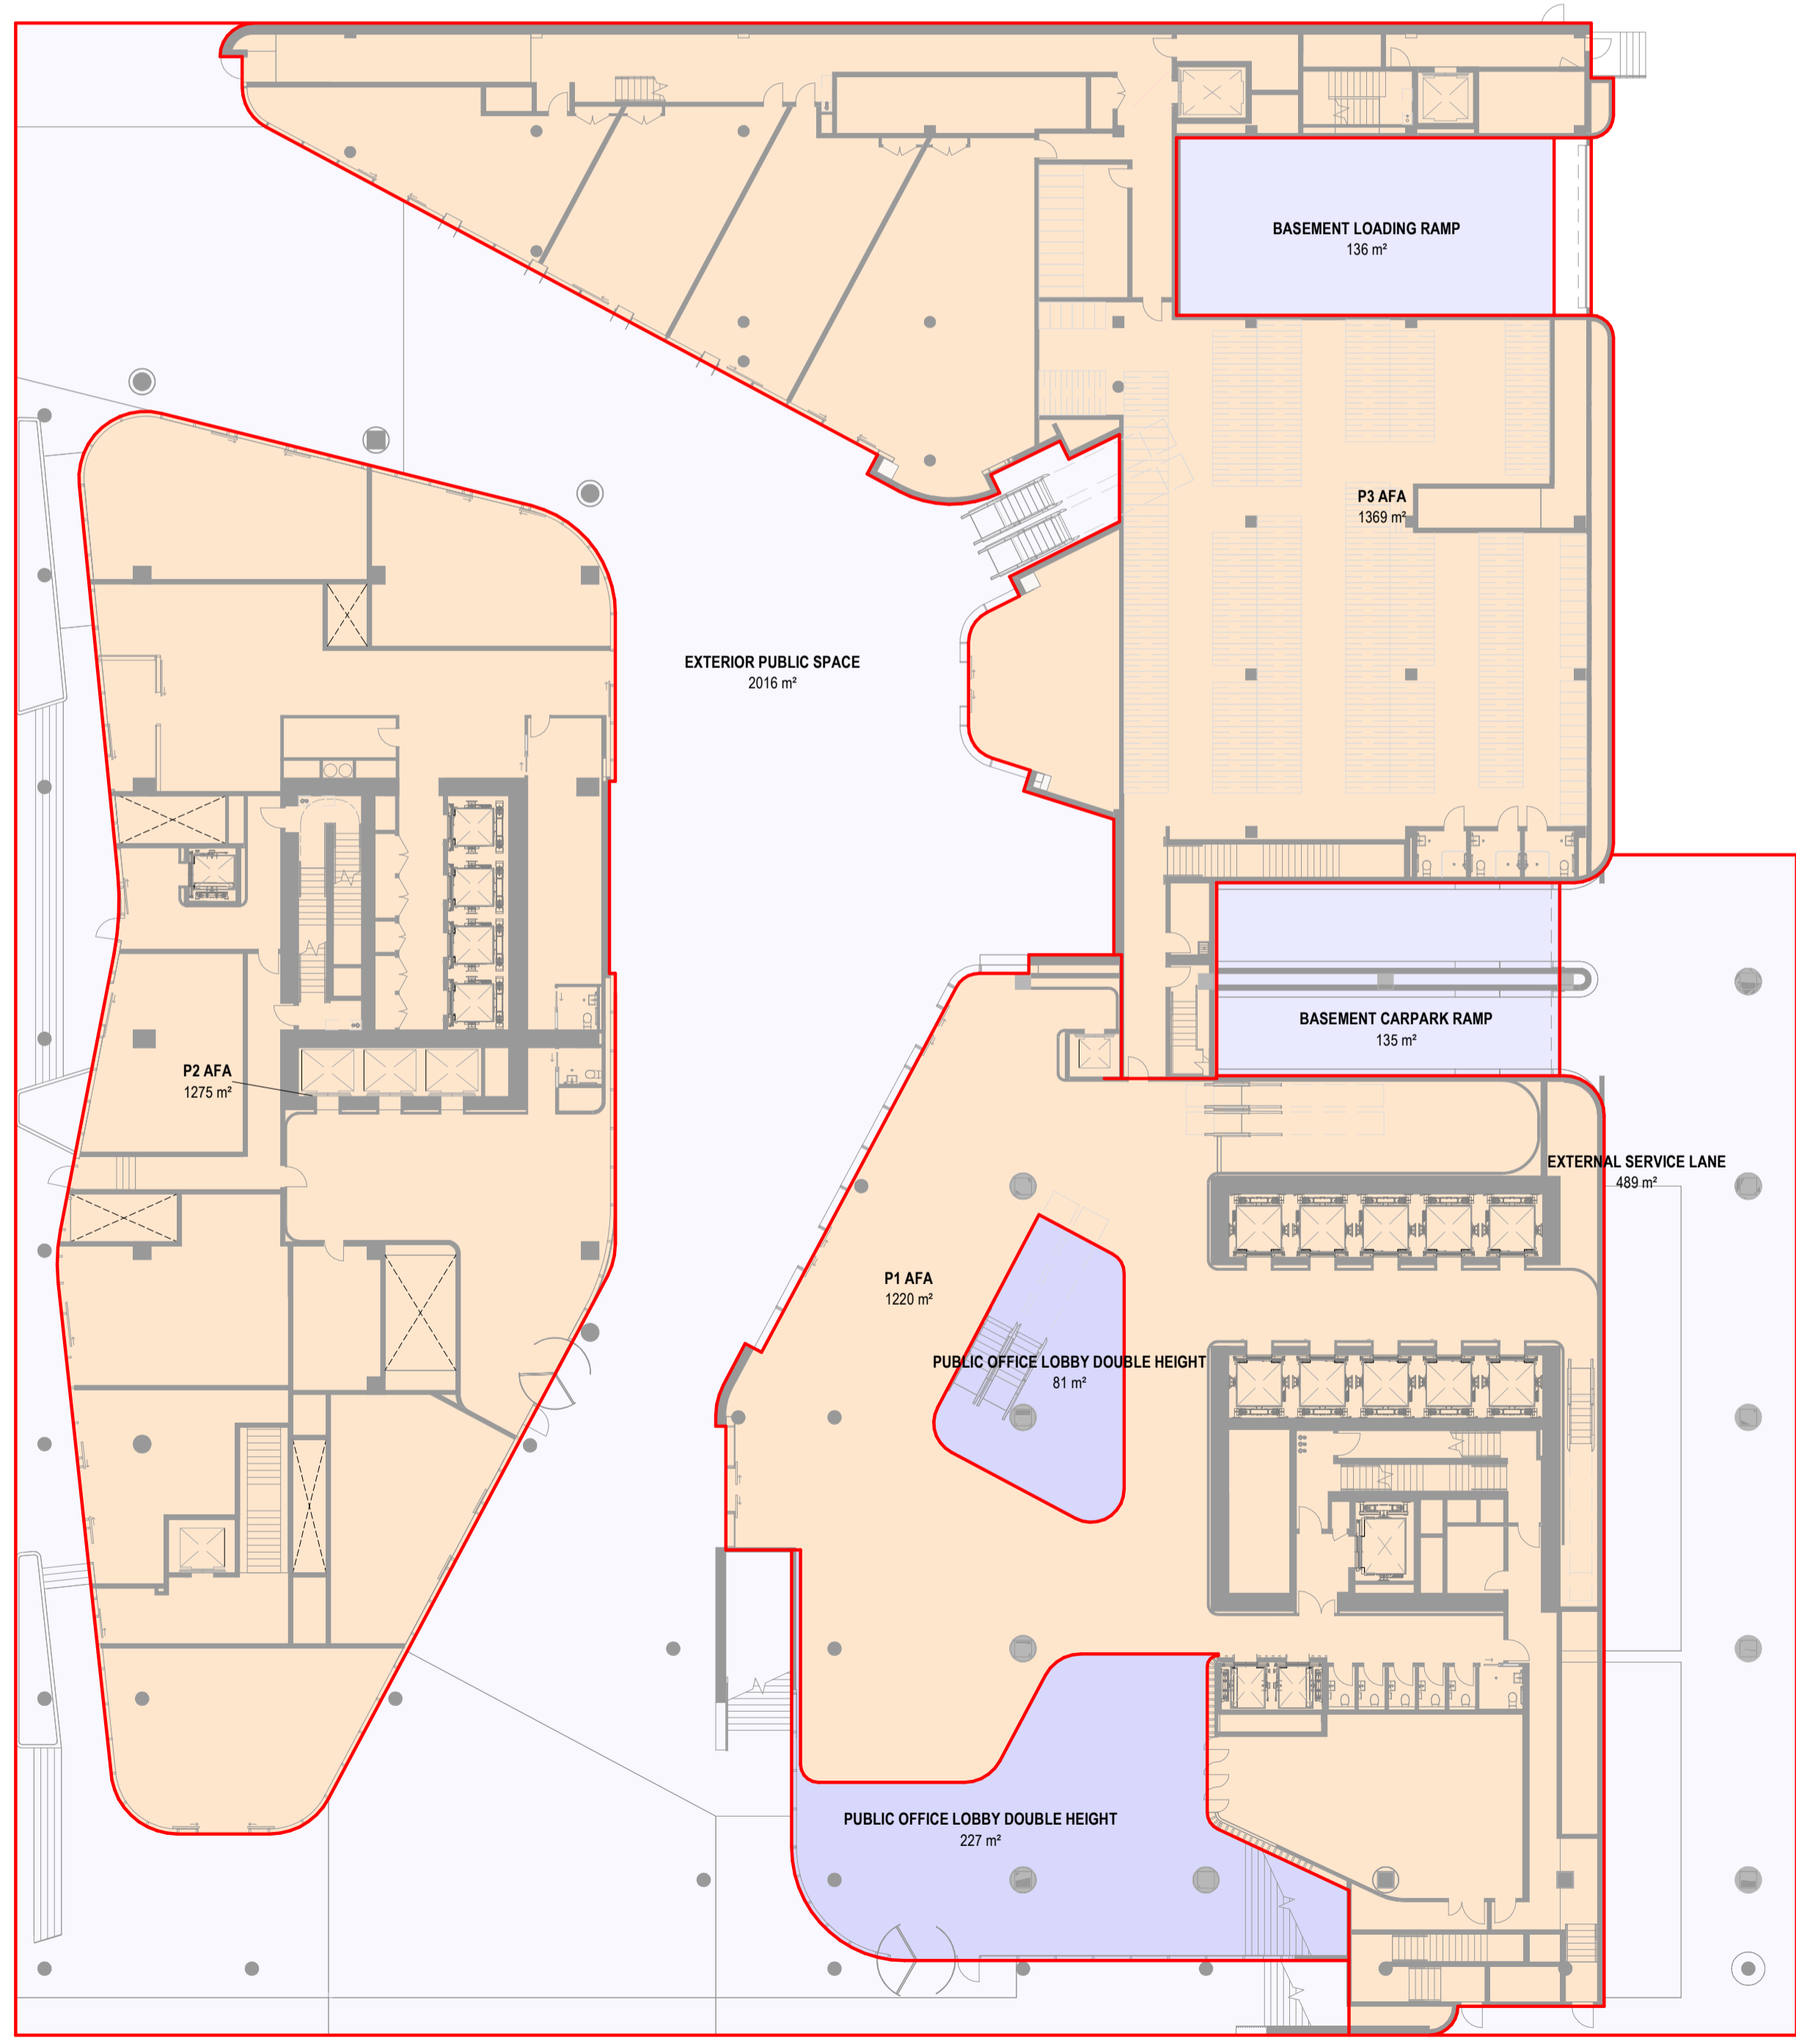 BASEMENT LOADING RAMP
136 m²
P3 AFA
1369 m²
EXTERIOR PUBLIC SPACE
2016 m²
BASEMENT CARPARK RAMP
135 m²
P2 AFA
1275 m²
EXTERNAL SERVICE LANE
489 m²
P1 AFA
1220 m²
PUBLIC OFFICE LOBBY DOUBLE HEIGHT
81 m²
PUBLIC OFFICE LOBBY DOUBLE HEIGHT
227 m²